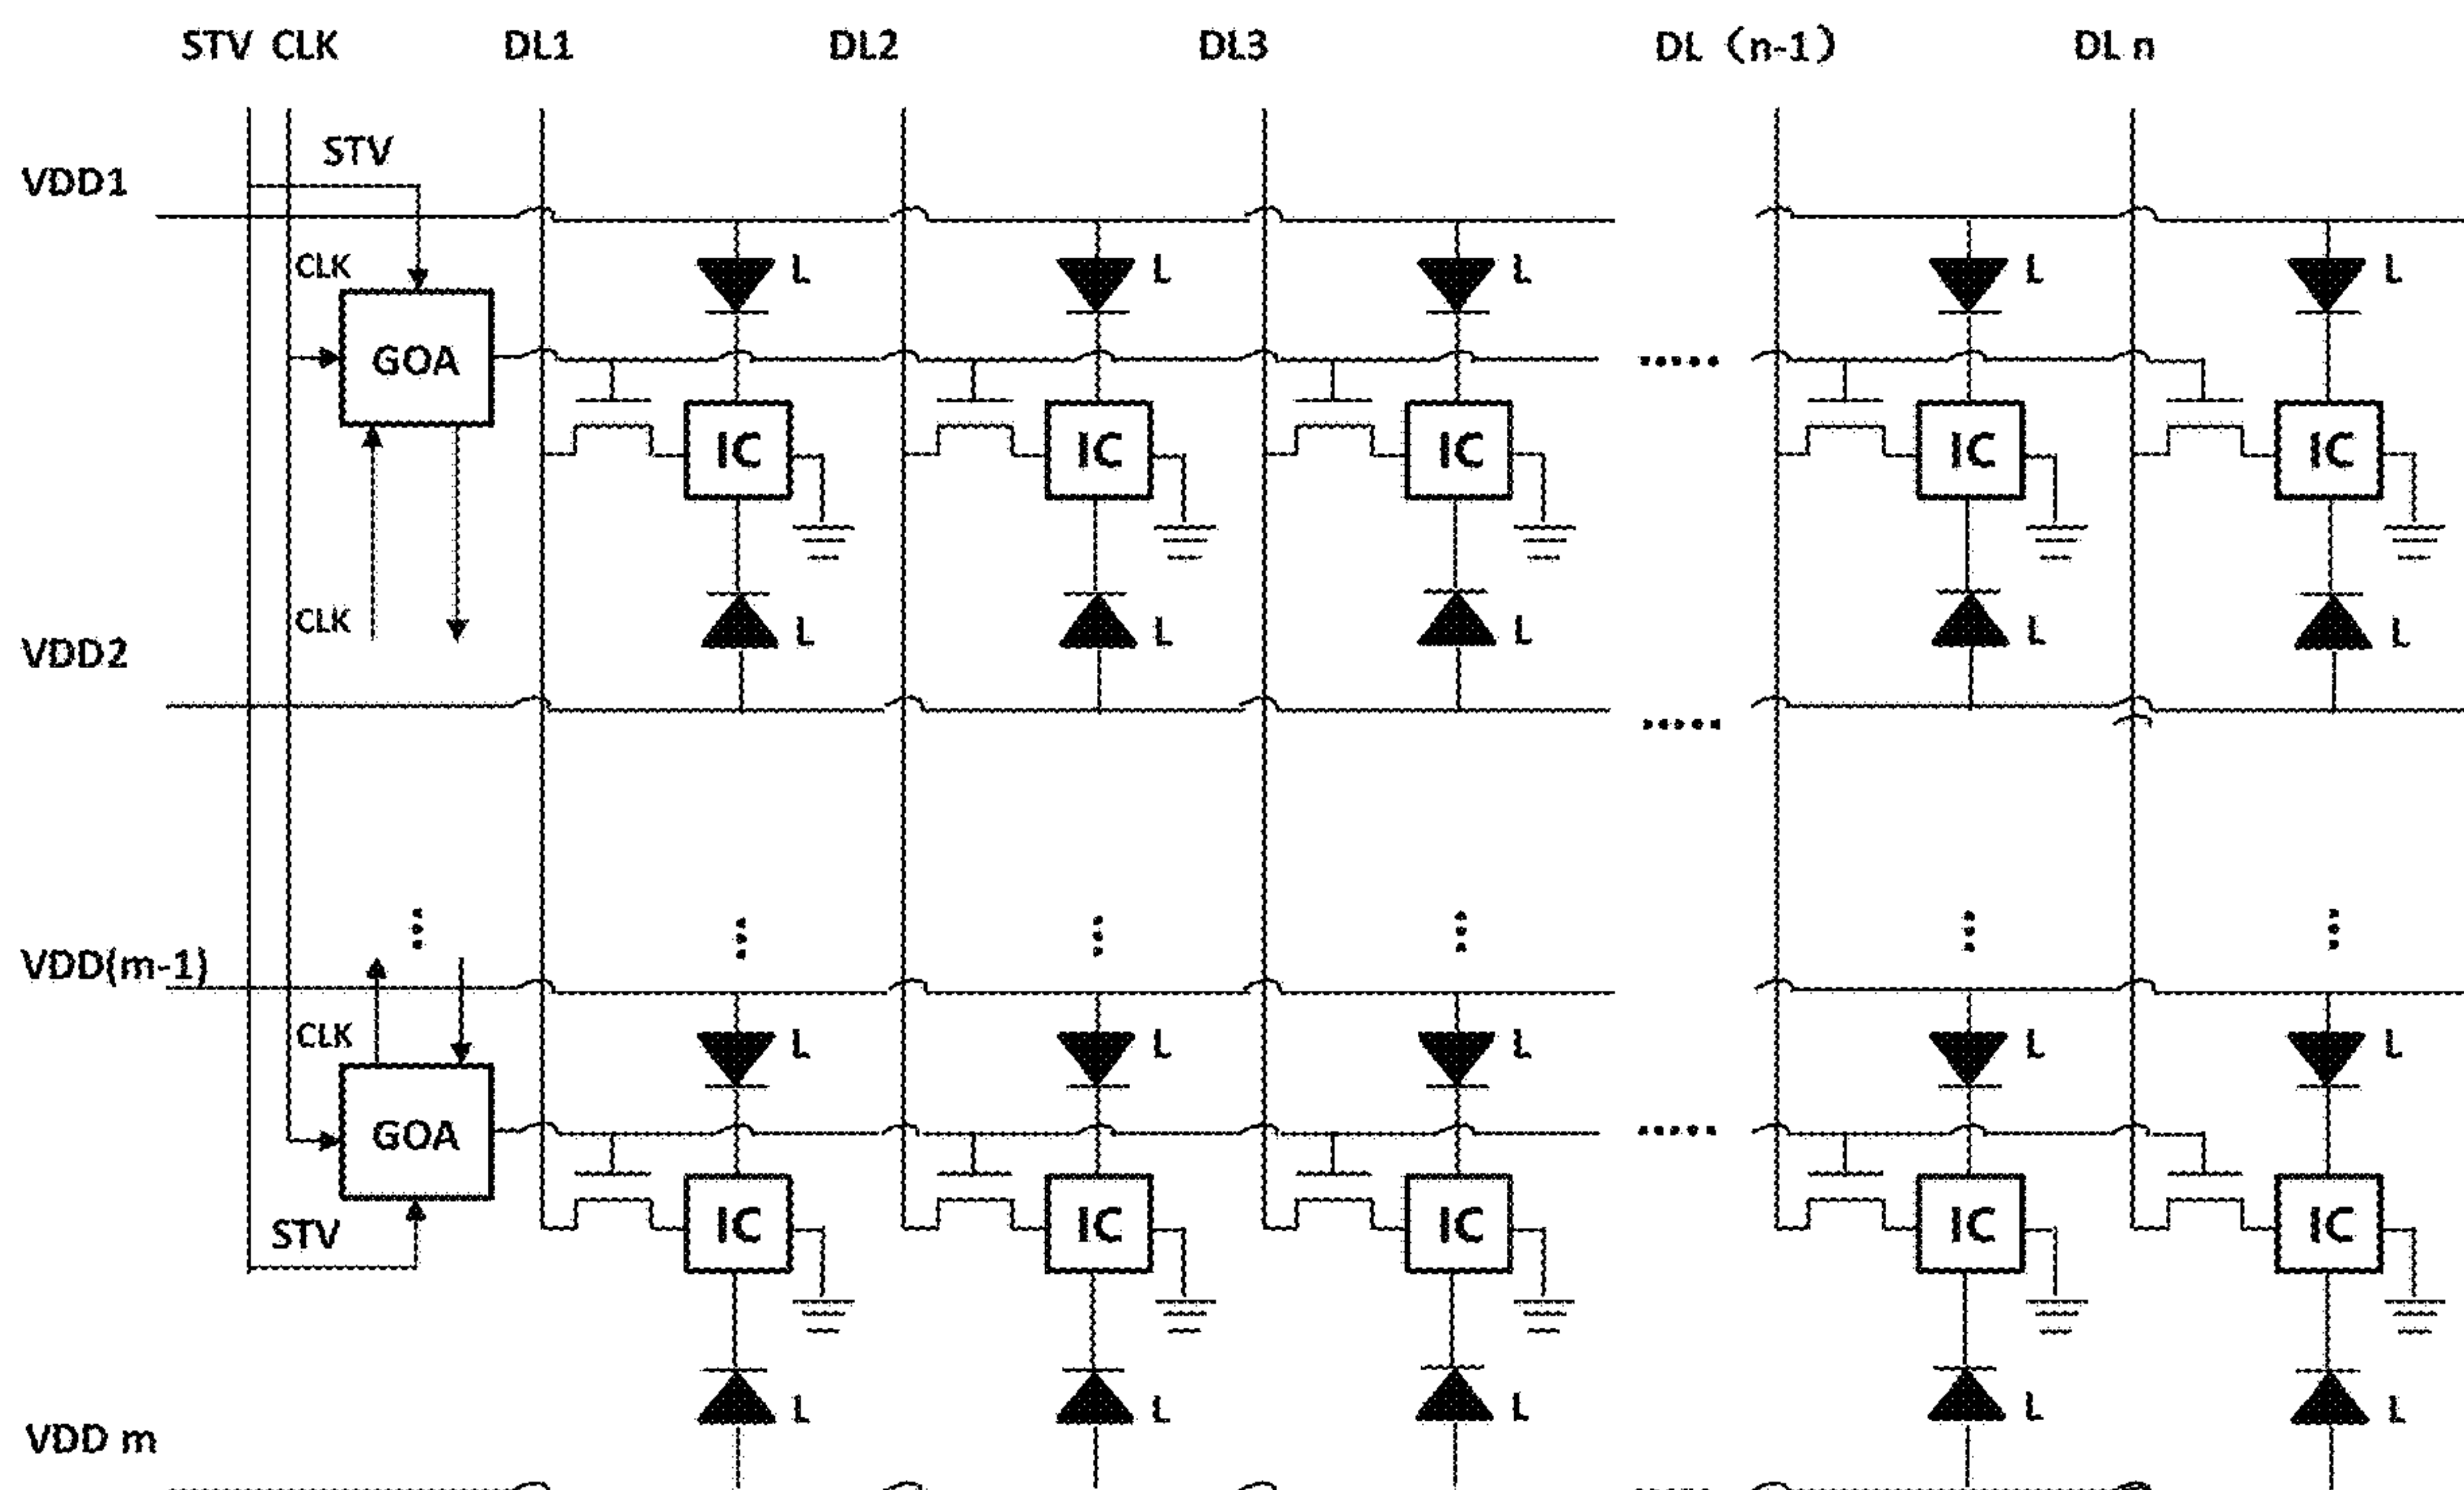 STV CLK DL1 DL2 DL3 DL（n-1） DL n
STV
VDD1
CLK L L L L L
GOA
IC IC IC IC IC
CLK L L L L L
VDD2
VDD(m-1)
CLK L L L L L
GOA
IC IC IC IC IC
STV
L L L L L
VDD m